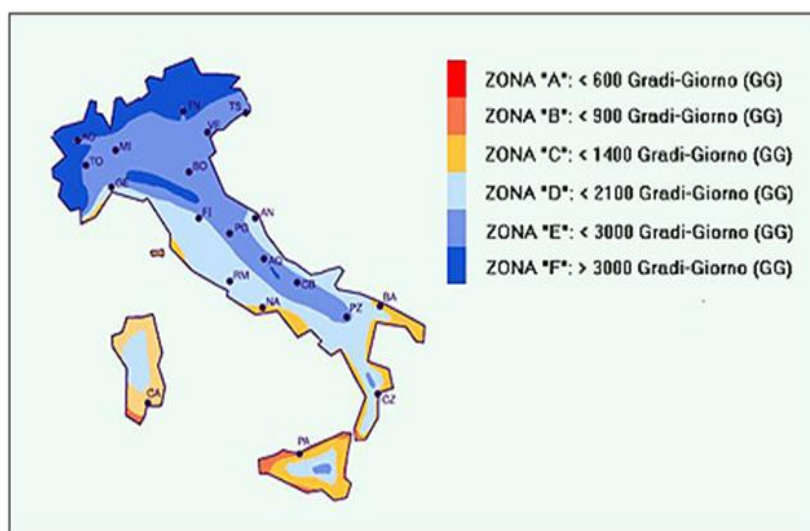 ZONA "A": < 600 Gradi-Giorno (GG)
ZONA "B": < 900 Gradi-Giorno (GG)
ZONA "C": < 1400 Gradi-Giorno (GG)
ZONA "D": < 2100 Gradi-Giorno (GG)
ZONA "E": < 3000 Gradi-Giorno (GG)
ZONA "F": > 3000 Gradi-Giorno (GG)
TN
TS
VE
AO
MI
TO
BO
GE
FI
AN
PG
AQ
RM
CB
NA
BA
PZ
CA
CZ
PA